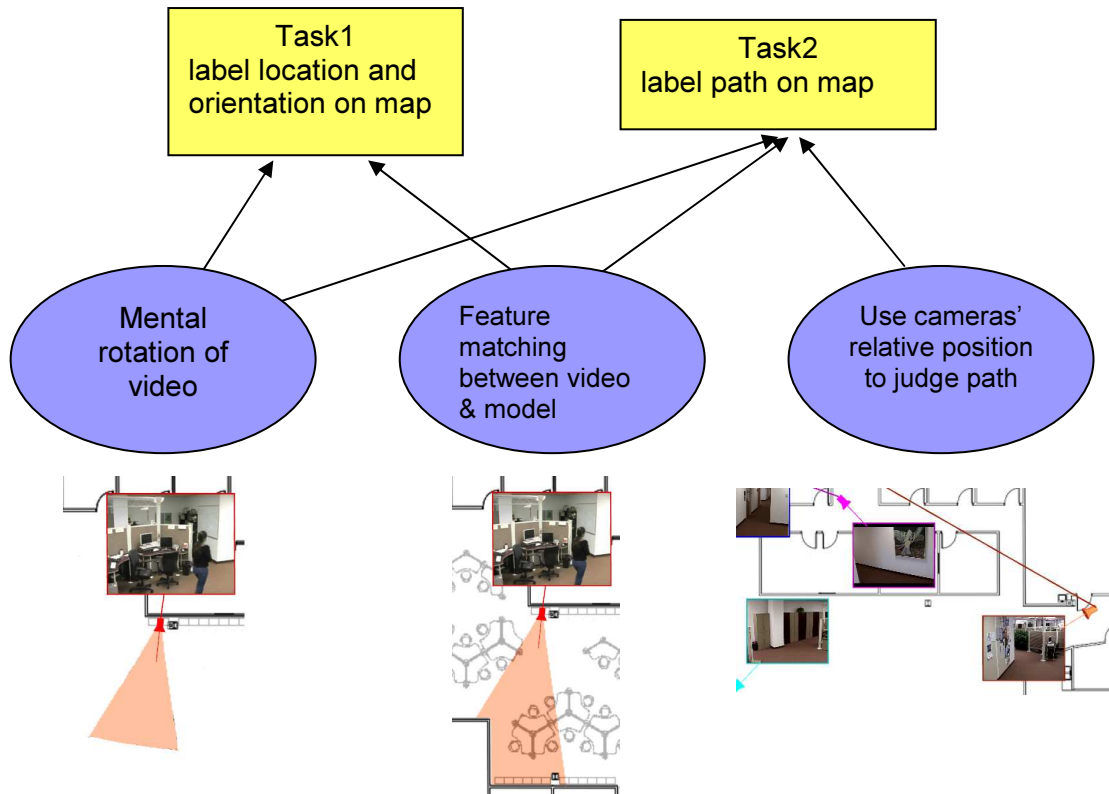 Task1
label location and
orientation on map
Task2
label path on map
Mental
rotation of
video
Feature
matching
between video
& model
Use cameras’
relative position
to judge path